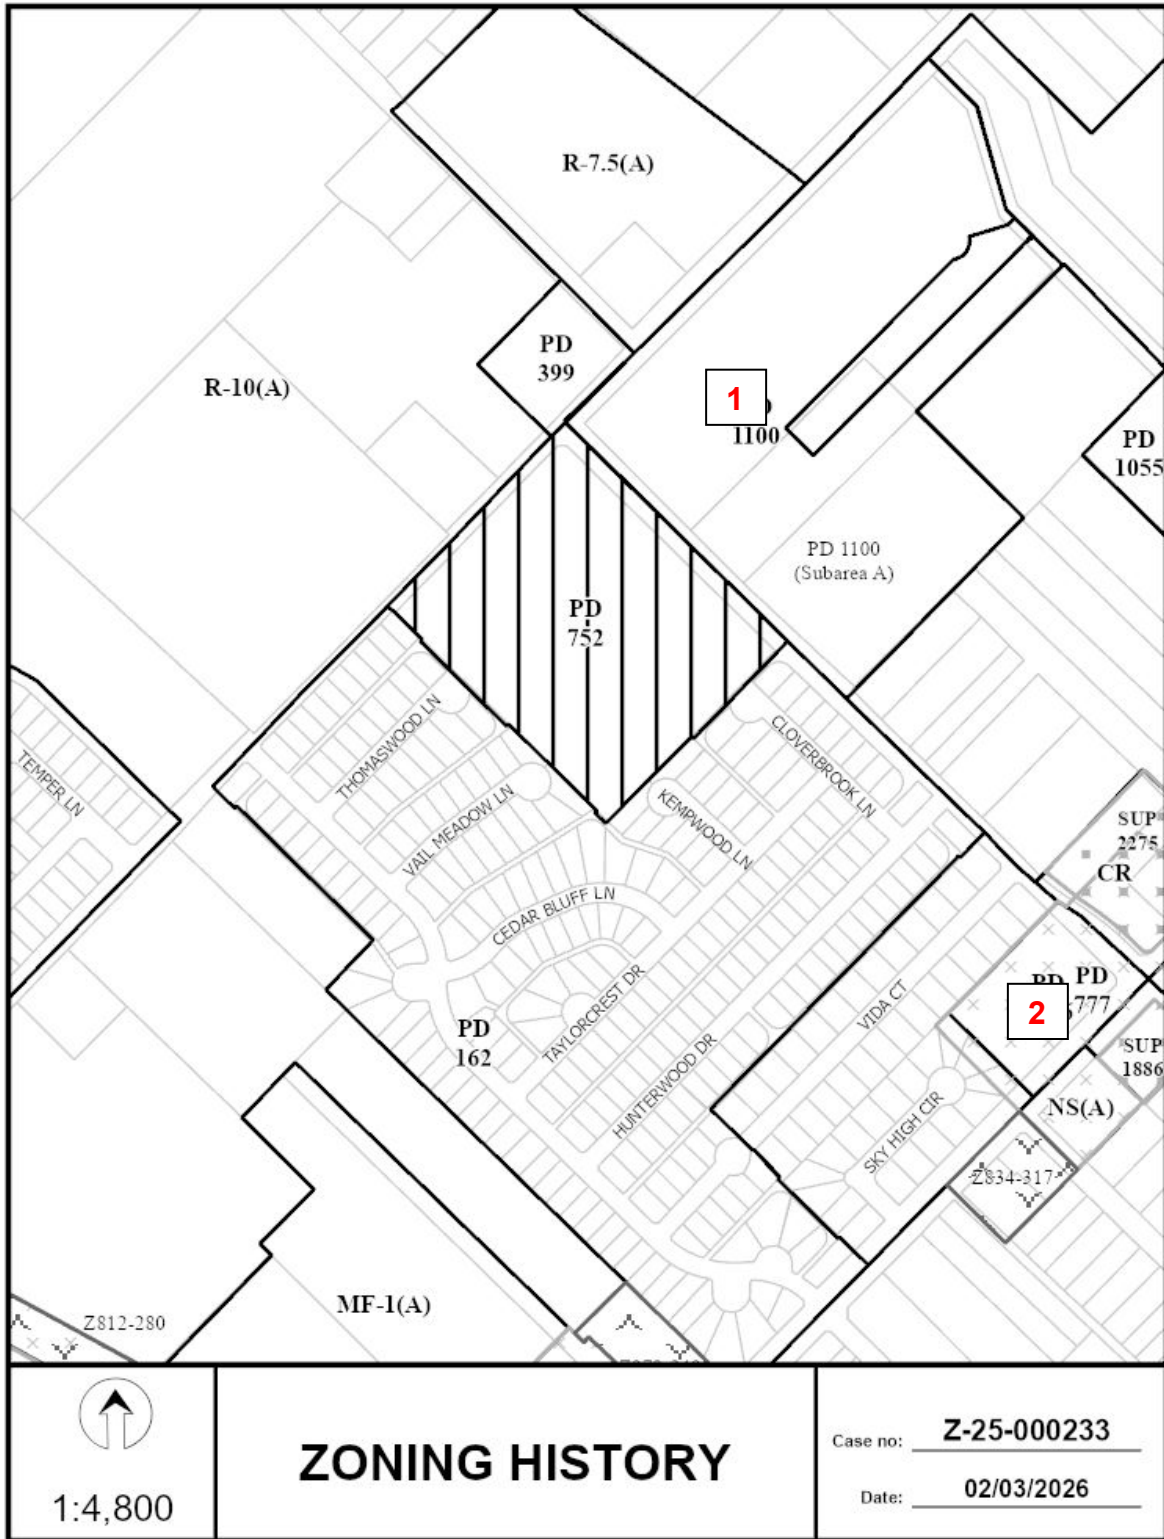 R-7.5(A)
PD
399
R-10(A)
1
1100
PD
1055
PD 1100
(Subarea A)
PD
752
THOMASWOOD LN
CLOVERBROOK LN
TEMPER LN
VAIL MEADOW LN
KEMPWOOD LN
SUP
2275
CR
CEDAR BLUFF LN
TAYLORCREST DR
VIDA CT
PD
777
2
PD
162
HUNTERWOOD DR
SUP
1886
NS(A)
SKY HIGH CIR
Z834-317
MF-1(A)
Z812-280
1:4,800
ZONING HISTORY
Case no: Z-25-000233
Date: 02/03/2026